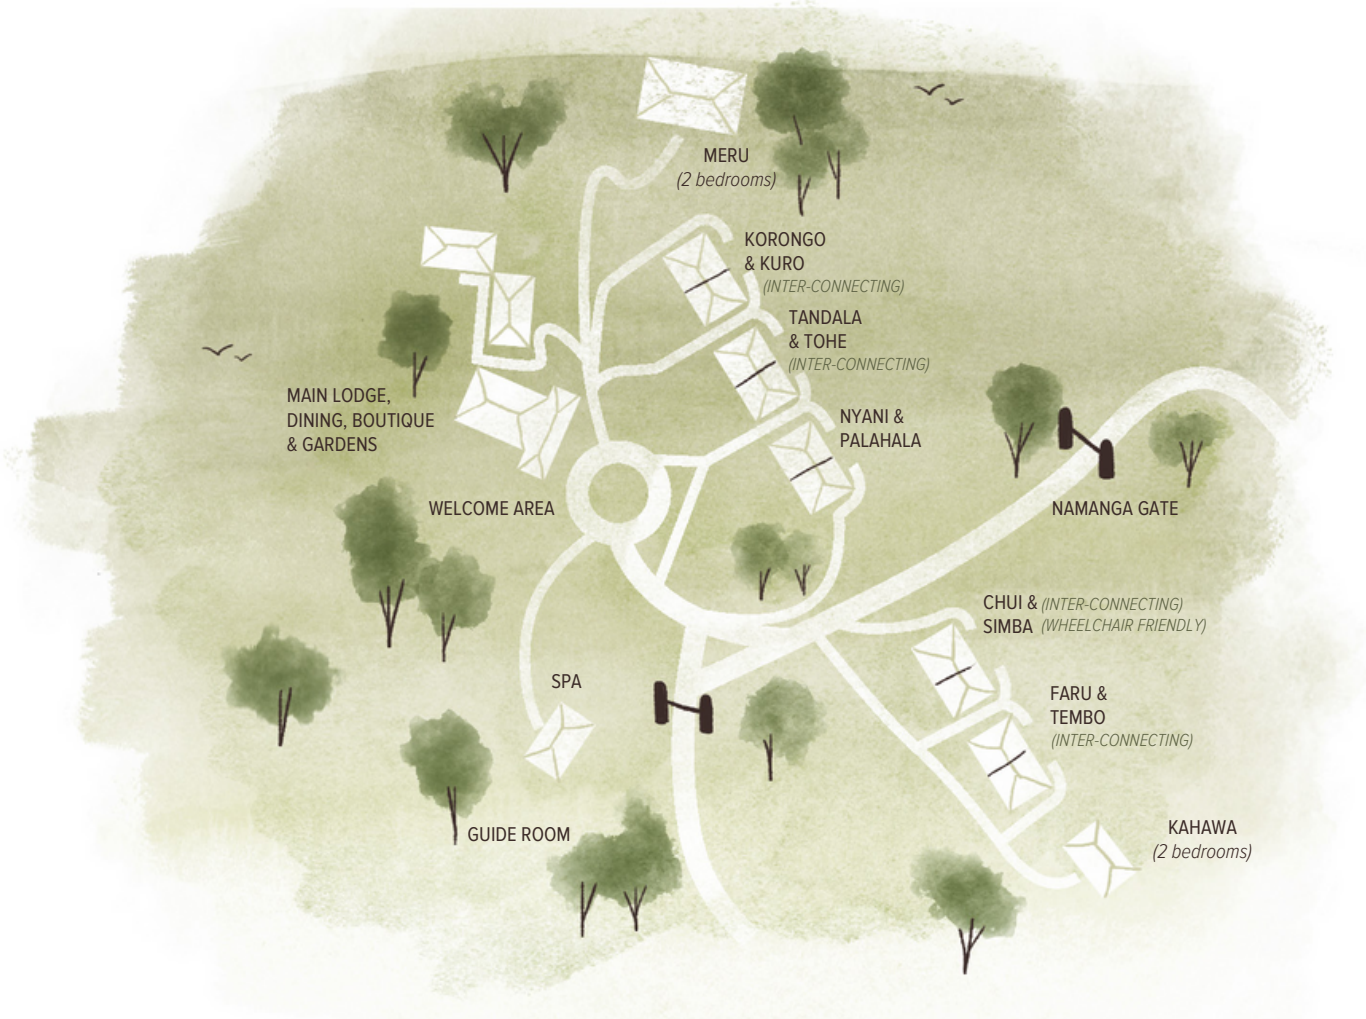 MERU
(2 bedrooms)
KORONGO
& KURO
(INTER-CONNECTING)
TANDALA
& TOHE
(INTER-CONNECTING)
MAIN LODGE,
DINING, BOUTIQUE
& GARDENS
NYANI &
PALAHALA
WELCOME AREA
NAMANGA GATE
CHUI & (INTER-CONNECTING)
SIMBA (WHEELCHAIR FRIENDLY)
SPA
FARU &
TEMBO
(INTER-CONNECTING)
GUIDE ROOM
KAHAWA
(2 bedrooms)